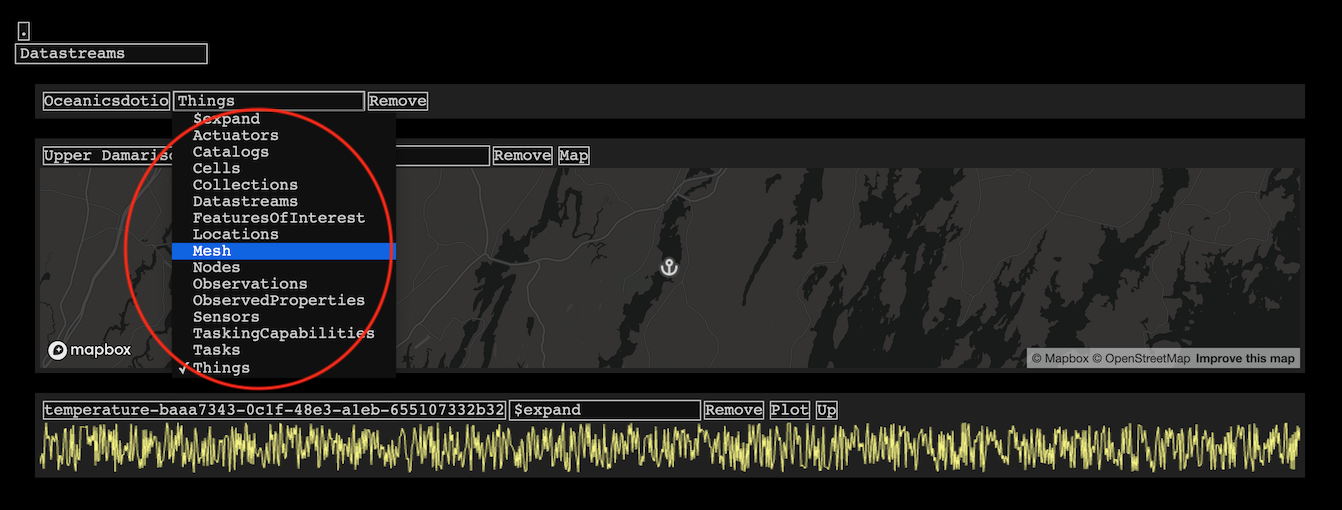 .
Datastreams
Oceanicsdotio Things Remove
$expand
Actuators
Catalogs
Cells
Collections
Datastreams
FeaturesOfInterest
Locations
Mesh
Nodes
Observations
ObservedProperties
Sensors
TaskingCapabilities
Tasks
✓Things
Upper Remove Map
mapbox
© Mapbox © OpenStreetMap Improve this map
temperature-baaa7343-0c1f-48e3-a1eb-655107332b32 $expand Remove Plot Up